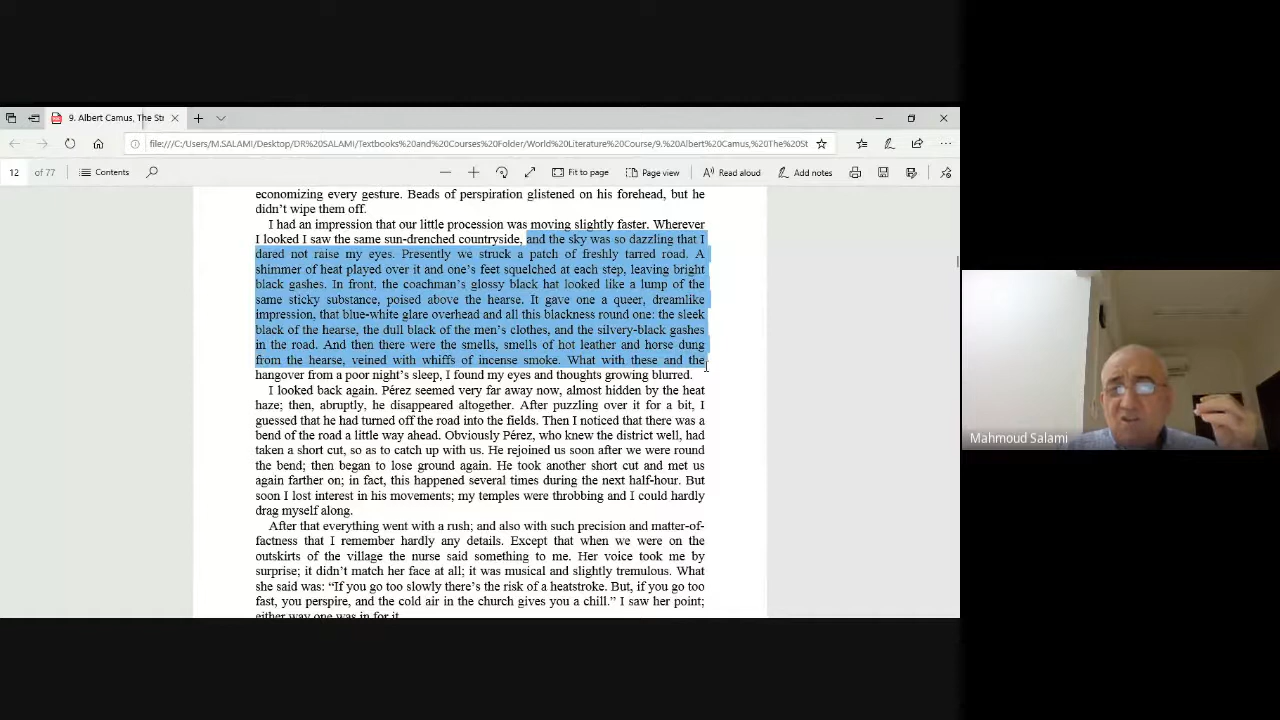 9. Albert Camus, The Str
file:///C:/Users/M.SALAMI/Desktop/DR%20SALAMI/Textbooks%20and%20Courses%20Folder/World%20Literature%20Course/9.%20Albert%20Camus,%20The%20St
12 of 77 Contents Fit to page Page view Read aloud Add notes
economizing every gesture. Beads of perspiration glistened on his forehead, but he
didn't wipe them off.
I had an impression that our little procession was moving slightly faster. Wherever
I looked I saw the same sun-drenched countryside, and the sky was so dazzling that I
dared not raise my eyes. Presently we struck a patch of freshly tarred road. A
shimmer of heat played over it and one's feet squelched at each step, leaving bright
black gashes. In front, the coachman's glossy black hat looked like a lump of the
same sticky substance, poised above the hearse. It gave one a queer, dreamlike
impression, that blue-white glare overhead and all this blackness round one: the sleek
black of the hearse, the dull black of the men's clothes, and the silvery-black gashes
in the road. And then there were the smells, smells of hot leather and horse dung
from the hearse, veined with whiffs of incense smoke. What with these and the
hangover from a poor night's sleep, I found my eyes and thoughts growing blurred.
I looked back again. Pérez seemed very far away now, almost hidden by the heat
haze; then, abruptly, he disappeared altogether. After puzzling over it for a bit, I
guessed that he had turned off the road into the fields. Then I noticed that there was a
bend of the road a little way ahead. Obviously Pérez, who knew the district well, had
taken a short cut, so as to catch up with us. He rejoined us soon after we were round
the bend; then began to lose ground again. He took another short cut and met us
again farther on; in fact, this happened several times during the next half-hour. But
soon I lost interest in his movements; my temples were throbbing and I could hardly
drag myself along.
After that everything went with a rush; and also with such precision and matter-of-
factness that I remember hardly any details. Except that when we were on the
outskirts of the village the nurse said something to me. Her voice took me by
surprise; it didn't match her face at all; it was musical and slightly tremulous. What
she said was: “If you go too slowly there's the risk of a heatstroke. But, if you go too
fast, you perspire, and the cold air in the church gives you a chill.” I saw her point;
either way one was in for it.
Mahmoud Salami